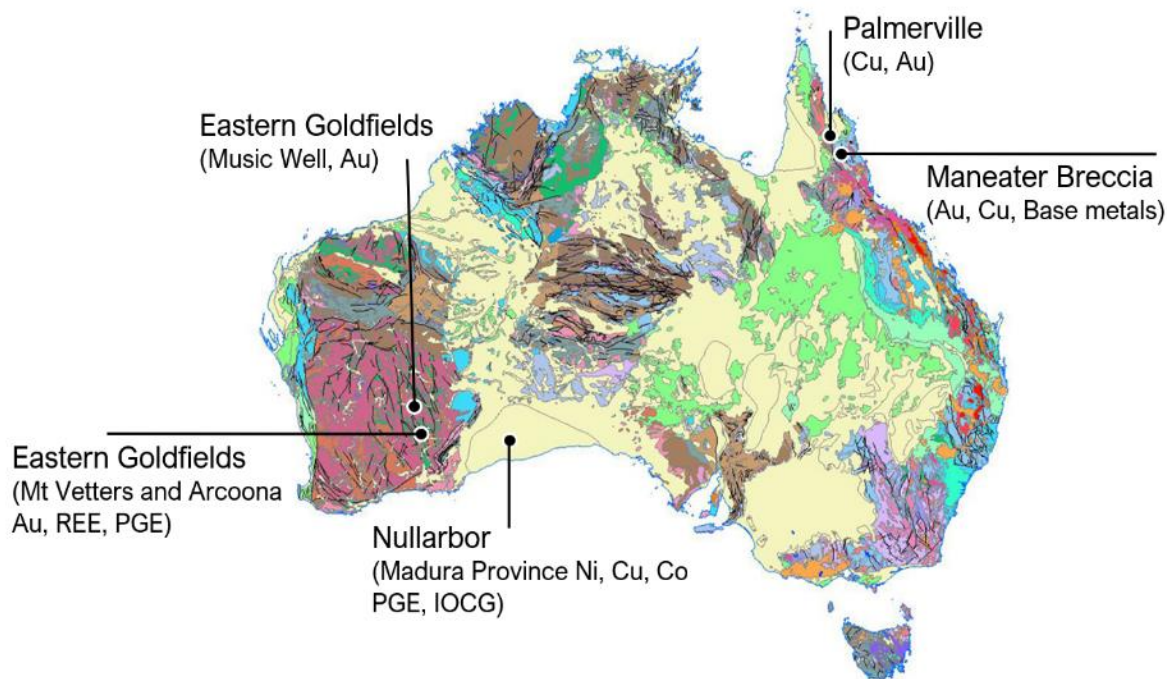 Palmerville
(Cu, Au)
Eastern Goldfields
(Music Well, Au)
Maneater Breccia
(Au, Cu, Base metals)
Eastern Goldfields
(Mt Vetters and Arcoona
Au, REE, PGE)
Nullarbor
(Madura Province Ni, Cu, Co
PGE, IOCG)